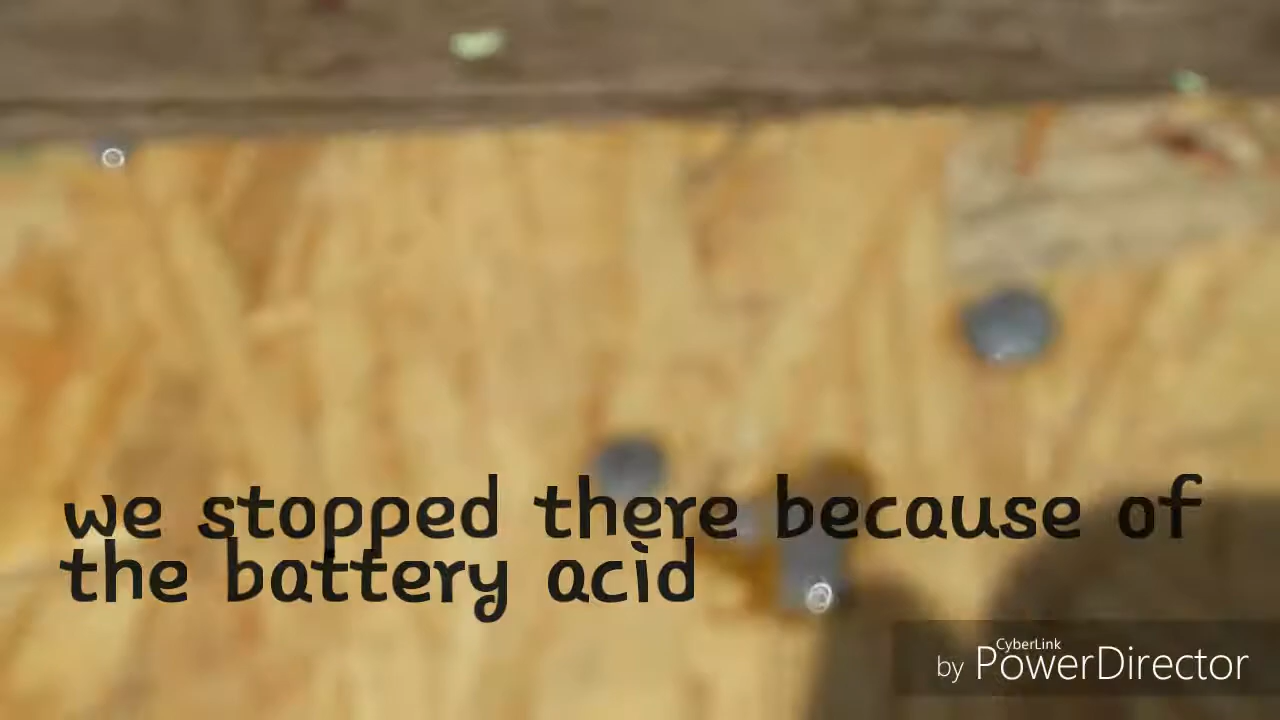 we stopped there because of
the battery acid
CyberLink
by PowerDirector